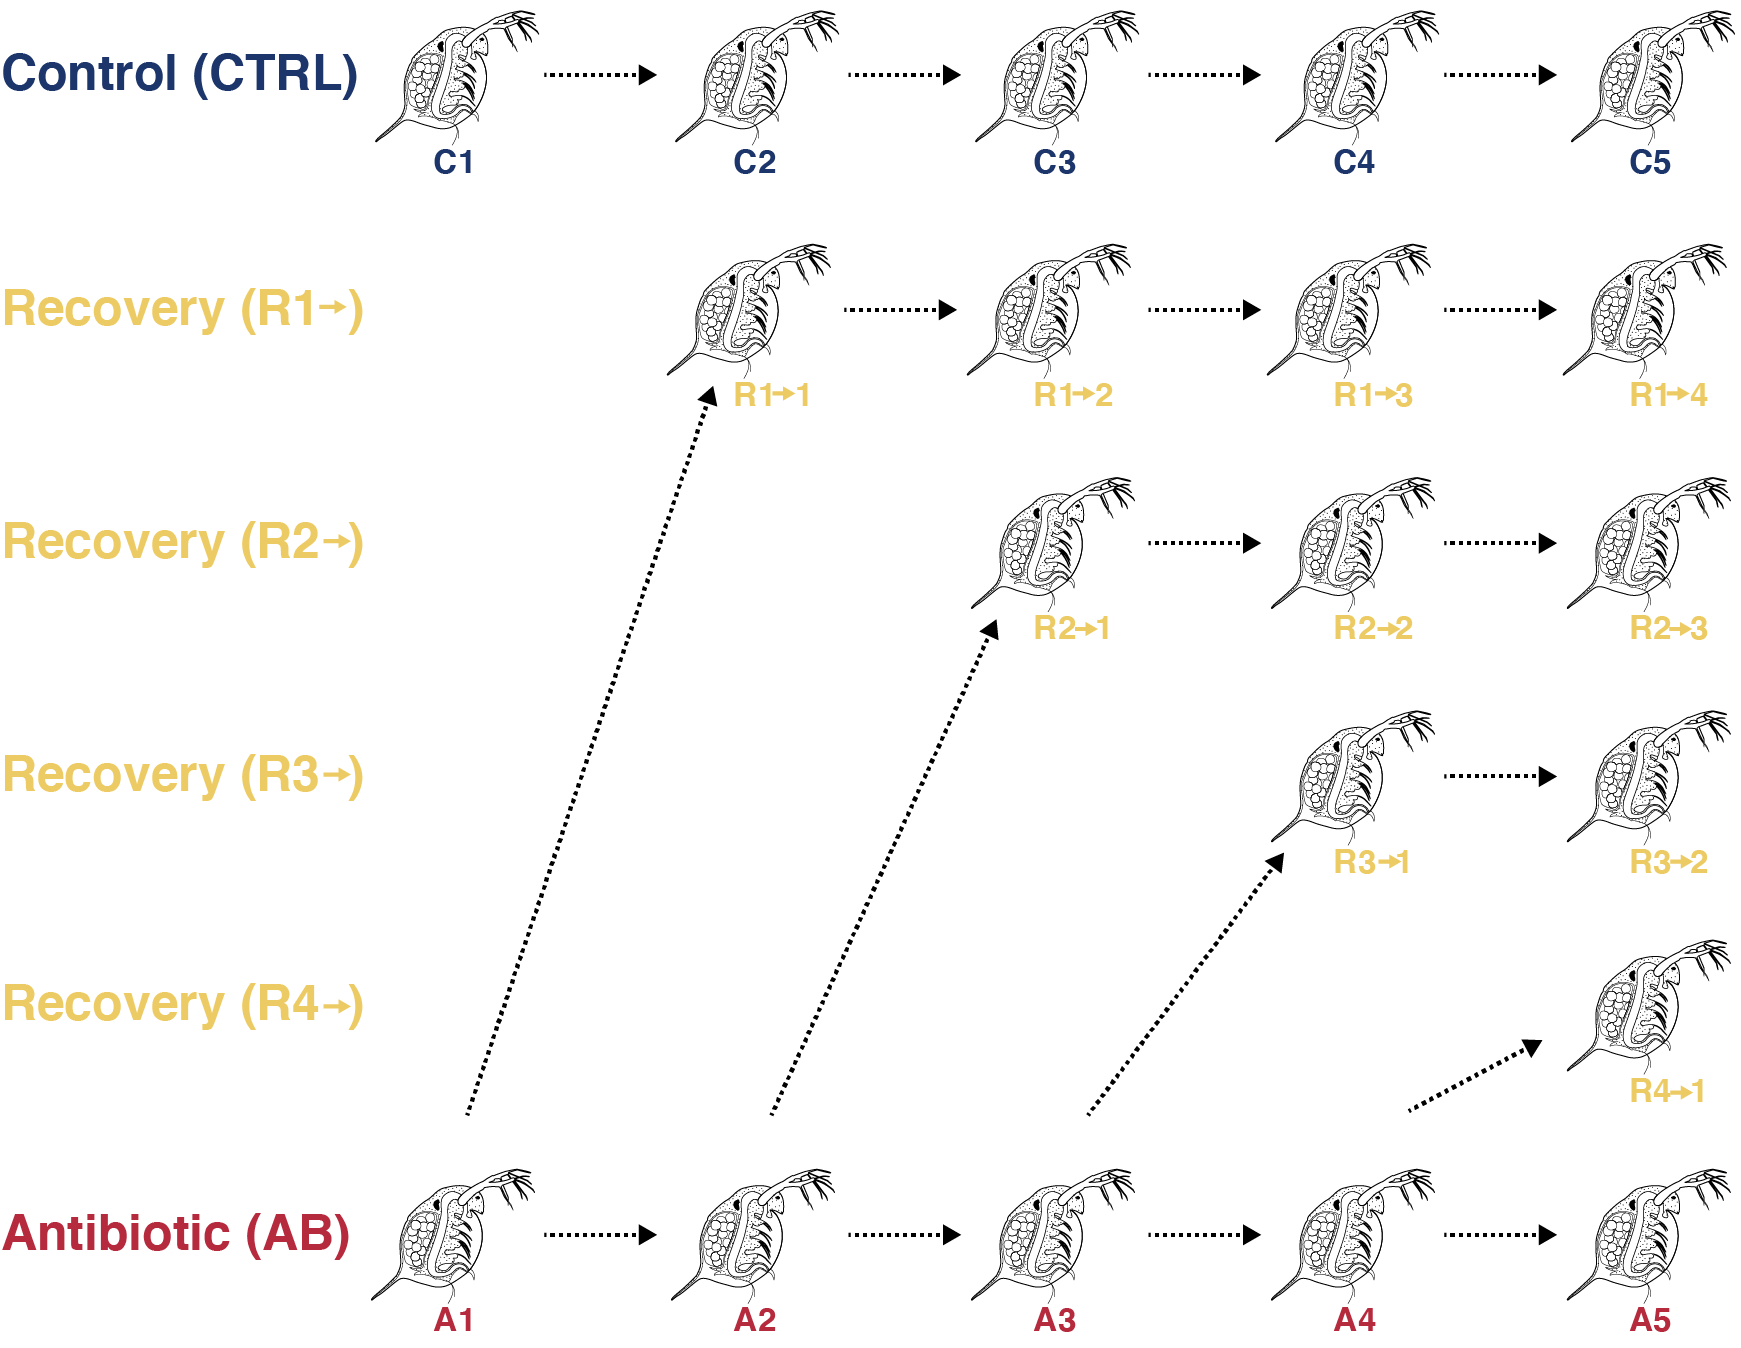 Control (CTRL)
C1 C2 C3 C4 C5
Recovery (R1→)
R1→1 R1→2 R1→3 R1→4
Recovery (R2→)
R2→1 R2→2 R2→3
Recovery (R3→)
R3→1 R3→2
Recovery (R4→)
R4→1
Antibiotic (AB)
A1 A2 A3 A4 A5